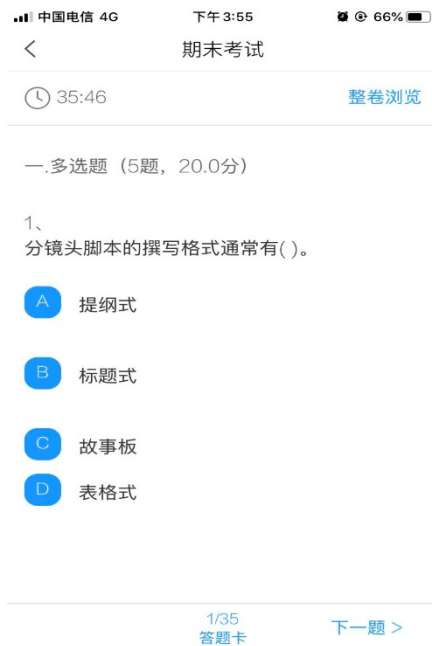 中国电信 4G 下午3:55 66%
期末考试
35:46 整卷浏览
一.多选题（5题，20.0分）
1、
分镜头脚本的撰写格式通常有( )。
A 提纲式
B 标题式
C 故事板
D 表格式
1/35
答题卡
下一题 >